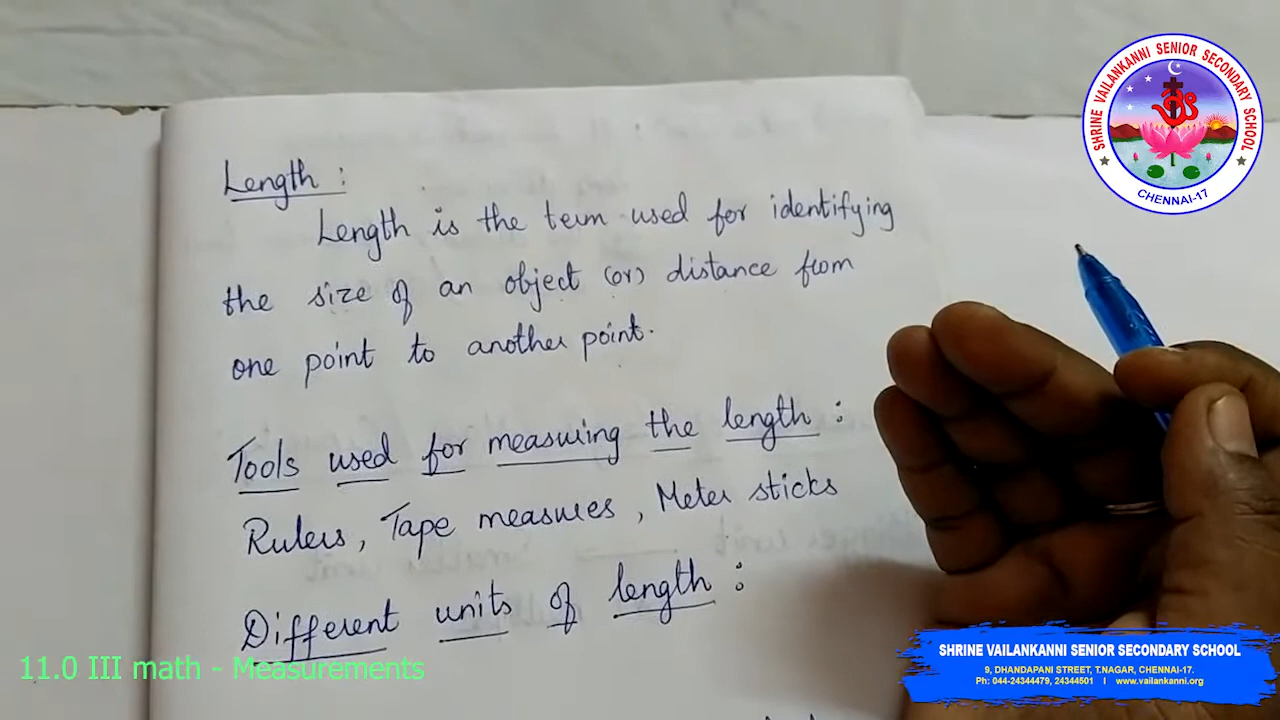 Length :
Length is the term used for identifying
the size of an object (or) distance from
one point to another point.
Tools used for measuring the length :
Rulers, Tape measures, Meter sticks
Different units of length :
11.0 III math - Measurements
SHRINE VAILANKANNI SENIOR SECONDARY SCHOOL
CHENNAI-17
SHRINE VAILANKANNI SENIOR SECONDARY SCHOOL
9, DHANDAPANI STREET, T.NAGAR, CHENNAI-17.
Ph: 044-24344479, 24344501 I www.vailankanni.org